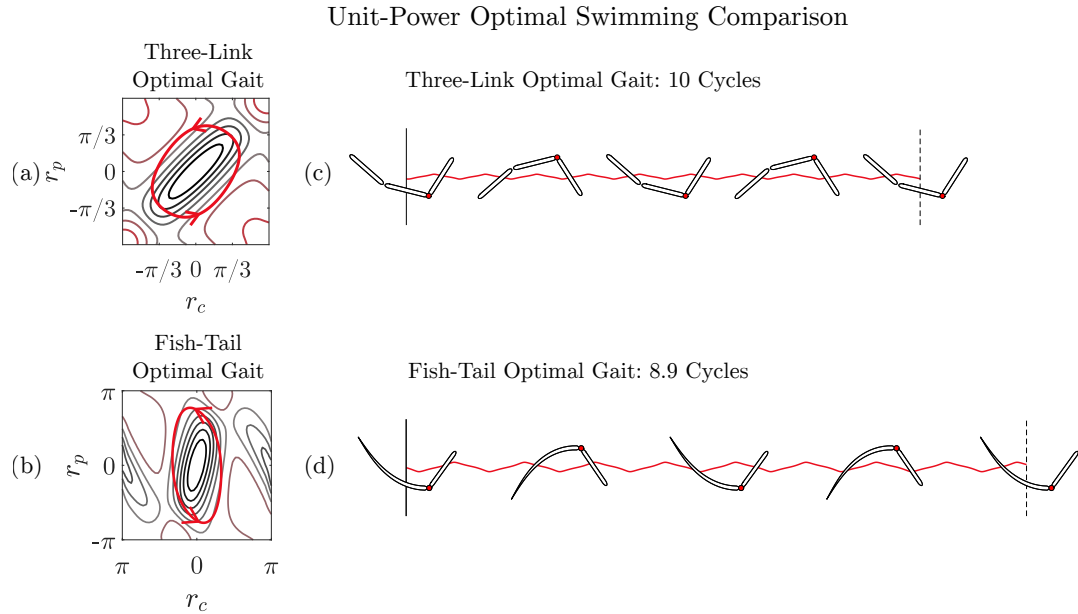 Unit-Power Optimal Swimming Comparison
Three-Link
Optimal Gait
Three-Link Optimal Gait: 10 Cycles
(a)
r_p
π/3
0
-π/3
-π/3 0 π/3
r_c
(c)
Fish-Tail
Optimal Gait
Fish-Tail Optimal Gait: 8.9 Cycles
(b)
r_p
π
0
-π
π 0 π
r_c
(d)